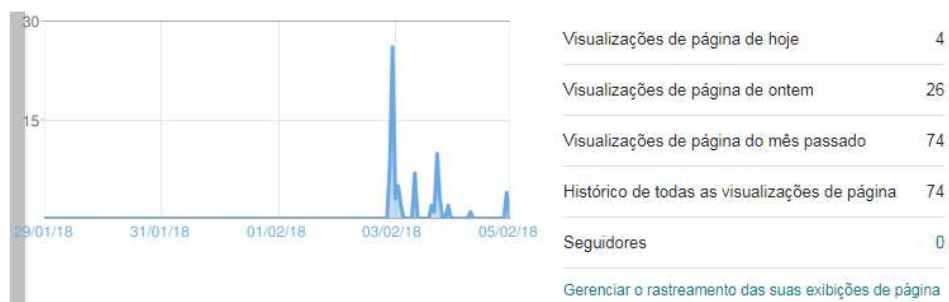 30
15
29/01/18 31/01/18 01/02/18 03/02/18 05/02/18
Visualizações de página de hoje 4
Visualizações de página de ontem 26
Visualizações de página do mês passado 74
Histórico de todas as visualizações de página 74
Seguidores 0
Gerenciar o rastreamento das suas exibições de página